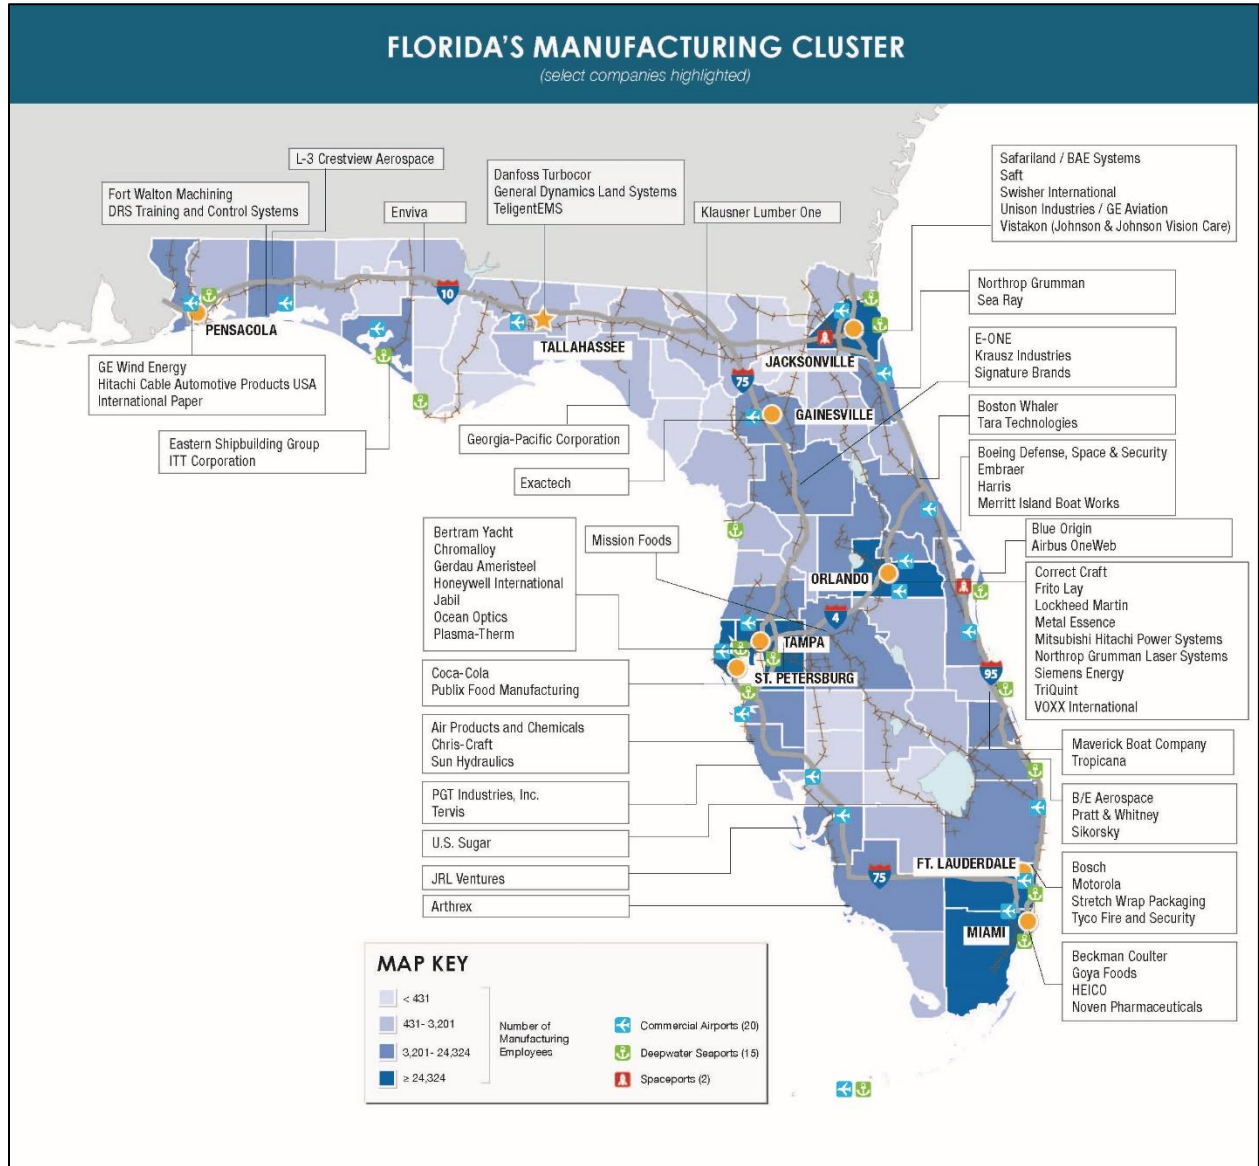 FLORIDA'S MANUFACTURING CLUSTER
(select companies highlighted)
L-3 Crestview Aerospace
Fort Walton Machining
DRS Training and Control Systems
Enviva
Danfoss Turbocor
General Dynamics Land Systems
TeligentEMS
Klausner Lumber One
Safariland / BAE Systems
Saft
Swisher International
Unison Industries / GE Aviation
Vistakon (Johnson & Johnson Vision Care)
Northrop Grumman
Sea Ray
E-ONE
Krausz Industries
Signature Brands
Boston Whaler
Tara Technologies
Boeing Defense, Space & Security
Embraer
Harris
Merritt Island Boat Works
Blue Origin
Airbus OneWeb
Correct Craft
Frito Lay
Lockheed Martin
Metal Essence
Mitsubishi Hitachi Power Systems
Northrop Grumman Laser Systems
Siemens Energy
TriQuint
VOXX International
Maverick Boat Company
Tropicana
B/E Aerospace
Pratt & Whitney
Sikorsky
Bosch
Motorola
Stretch Wrap Packaging
Tyco Fire and Security
Beckman Coulter
Goya Foods
HEICO
Noven Pharmaceuticals
GE Wind Energy
Hitachi Cable Automotive Products USA
International Paper
Eastern Shipbuilding Group
ITT Corporation
Georgia-Pacific Corporation
Exactech
Bertram Yacht
Chromalloy
Gerdau Ameristeel
Honeywell International
Jabil
Ocean Optics
Plasma-Therm
Mission Foods
Coca-Cola
Publix Food Manufacturing
Air Products and Chemicals
Chris-Craft
Sun Hydraulics
PGT Industries, Inc.
Tervis
U.S. Sugar
JRL Ventures
Arthrex
PENSACOLA
10
TALLAHASSEE
JACKSONVILLE
75
GAINESVILLE
ORLANDO
4
TAMPA
ST. PETERSBURG
95
FT. LAUDERDALE
75
MIAMI
MAP KEY
< 431
431- 3,201
3,201- 24,324
≥ 24,324
Number of
Manufacturing
Employees
Commercial Airports (20)
Deepwater Seaports (15)
Spaceports (2)